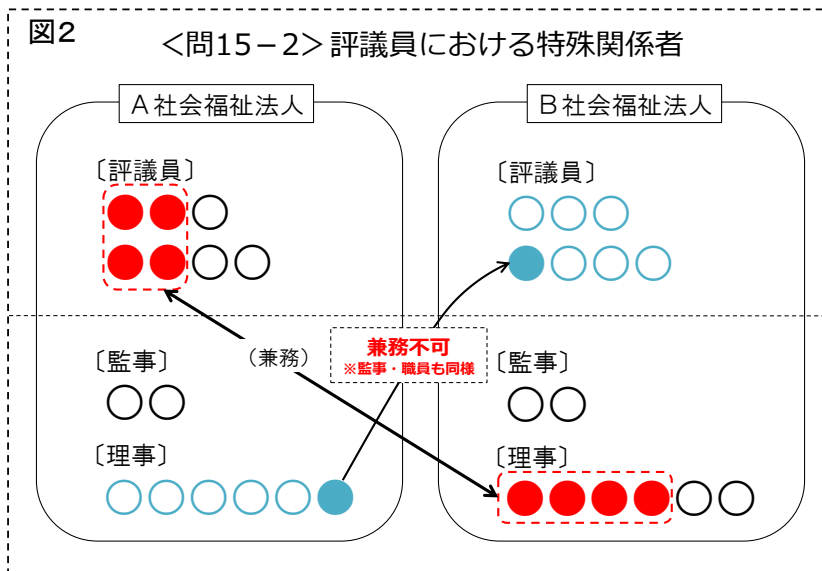 図2
<問15-2>評議員における特殊関係者
A社会福祉法人
B社会福祉法人
〔評議員〕
〔評議員〕
兼務不可
※監事・職員も同様
〔監事〕
(兼務)
〔監事〕
〔理事〕
〔理事〕